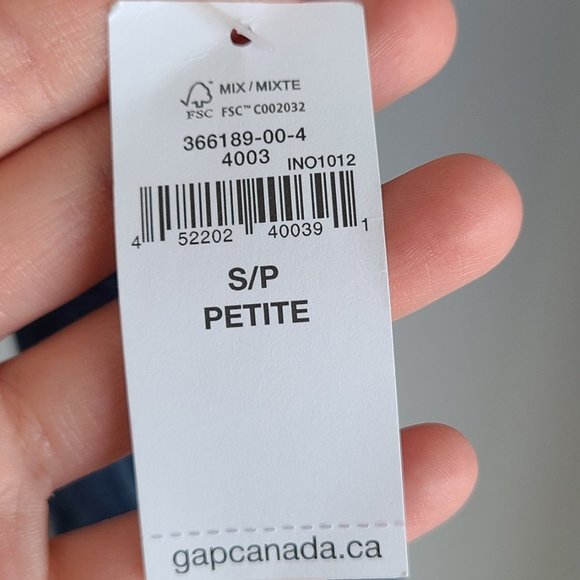 MIX / MIXTE
FSC FSC™ C002032
366189-00-4
4003 INO1012
4 52202 40039 1
S/P
PETITE
gapcanada.ca